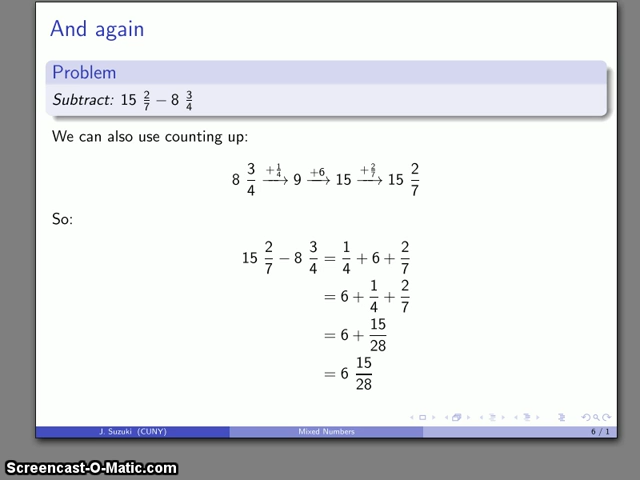 And again
Problem
Subtract: 15 2/7 − 8 3/4
We can also use counting up:
8 3/4 +1/4→ 9 +6→ 15 +2/7→ 15 2/7
So:
15 2/7 − 8 3/4 = 1/4 + 6 + 2/7
= 6 + 1/4 + 2/7
= 6 + 15/28
= 6 15/28
J. Suzuki (CUNY) Mixed Numbers 6 / 1
Screencast-O-Matic.com